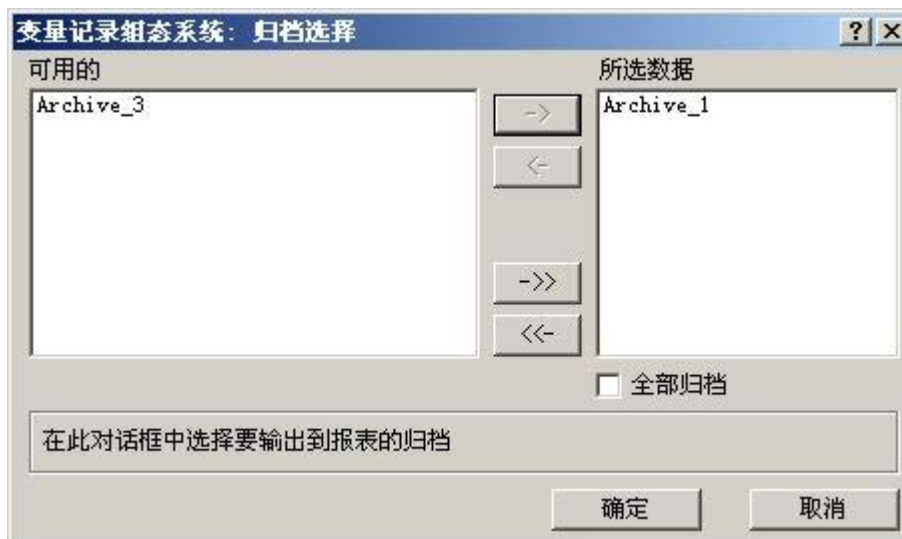 变量记录组态系统: 归档选择
可用的
所选数据
Archive_3
Archive_1
->
<-
->>
<<-
全部归档
在此对话框中选择要输出到报表的归档
确定
取消